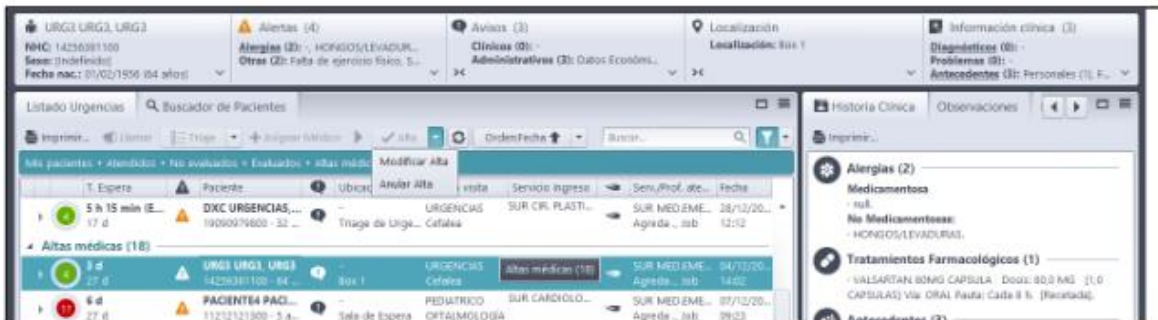 URG3 URG3, URG3
NHC: 14256381100
Sexo: [Indefinido]
Fecha nac.: 01/02/1956 (64 años)
Alertas (4)
Alergias (2): -, HONGOS/LEVADUR...
Otras (2): Falta de ejercicio físico, S...
Avisos (3)
Clínicos (0): -
Administrativos (3): Datos Económi...
Localización
Localización: Box 1
Información clínica (3)
Diagnósticos (0): -
Problemas (0): -
Antecedentes (3): Personales (1), F...
Listado Urgencias
Buscador de Pacientes
Imprimir... Llamar Triage + Asignar Médico Alta OrdenFecha Buscar...
Mis pacientes • Atendidos • No evaluados • Evaluados • Altas médic
Modificar Alta
Anular Alta
T. Espera Paciente Ubicac visita Servicio Ingreso Serv./Prof. ate... Fecha
5 h 15 min (E... DXC URGENCIAS,... - URGENCIAS SUR CIR. PLASTI... SUR MED.EME... 28/12/20...
4 17 d 19090979800 - 32 ... Triage de Urge... Cefalea Agreda ., Job 12:12
Altas médicas (18)
3 d URG3 URG3, URG3 - URGENCIAS Altas médicas (18) SUR MED.EME... 04/12/20...
4 27 d 14256381100 - 64 ... Box 1 Cefalea Agreda ., Job 14:02
6 d PACIENTE4 PACI... PEDIATRICO SUR CARDIOLO... SUR MED.EME... 07/12/20...
27 d 11212121300 - 5 a... Sala de Espera OFTALMOLOGÍA Agreda ., Job 09:23
Historia Clínica
Observaciones
Imprimir...
Alergias (2)
Medicamentosa
- null.
No Medicamentosas:
- HONGOS/LEVADURAS.
Tratamientos Farmacológicos (1)
- VALSARTAN 80MG CAPSULA Dosis: 80,0 MG (1,0
CAPSULAS) Vía: ORAL Pauta: Cada 8 h. [Recetada].
Antecedentes (3)